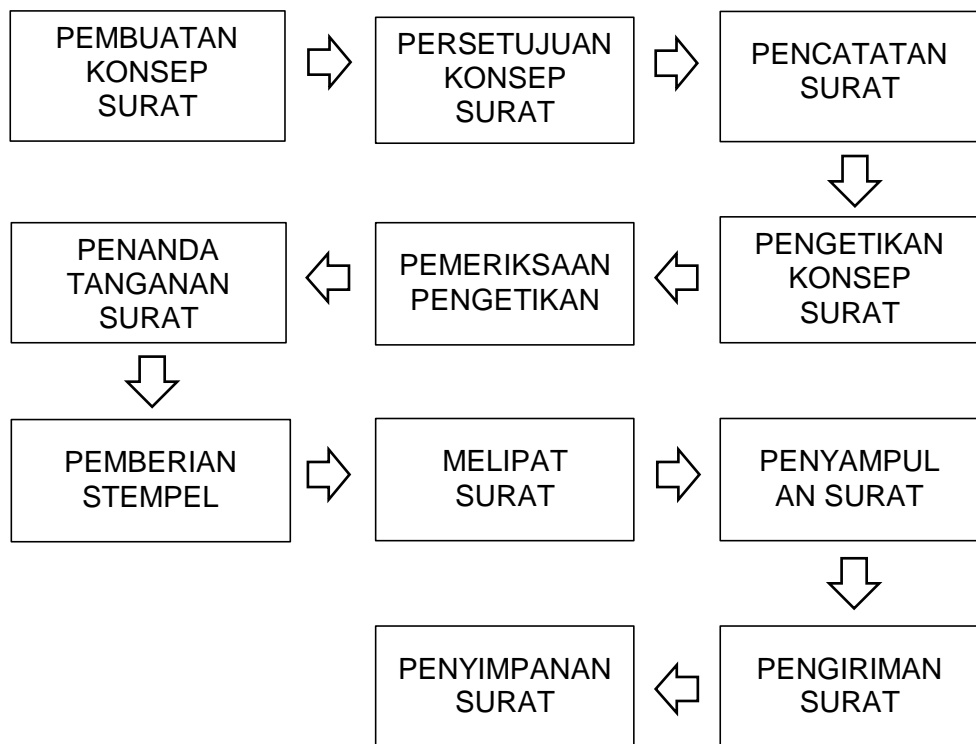 PEMBUATAN
KONSEP
SURAT
PERSETUJUAN
KONSEP
SURAT
PENCATATAN
SURAT
PENGETIKAN
KONSEP
SURAT
PEMERIKSAAN
PENGETIKAN
PENANDA
TANGANAN
SURAT
PEMBERIAN
STEMPEL
MELIPAT
SURAT
PENYAMPUL
AN SURAT
PENGIRIMAN
SURAT
PENYIMPANAN
SURAT